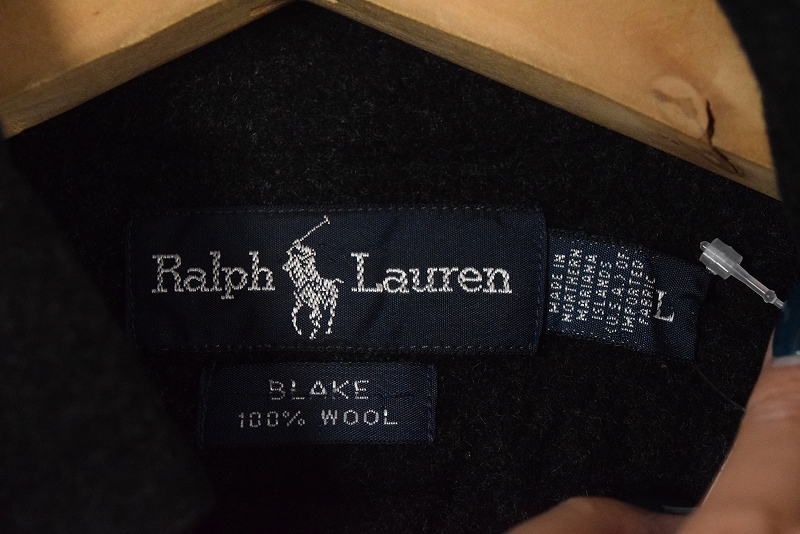 Ralph Lauren
BLAKE
100% WOOL
MADE IN
NORTHERN
MARIANA
ISLANDS
(U.S.A.) OF
IMPORTED
FABRIC
L